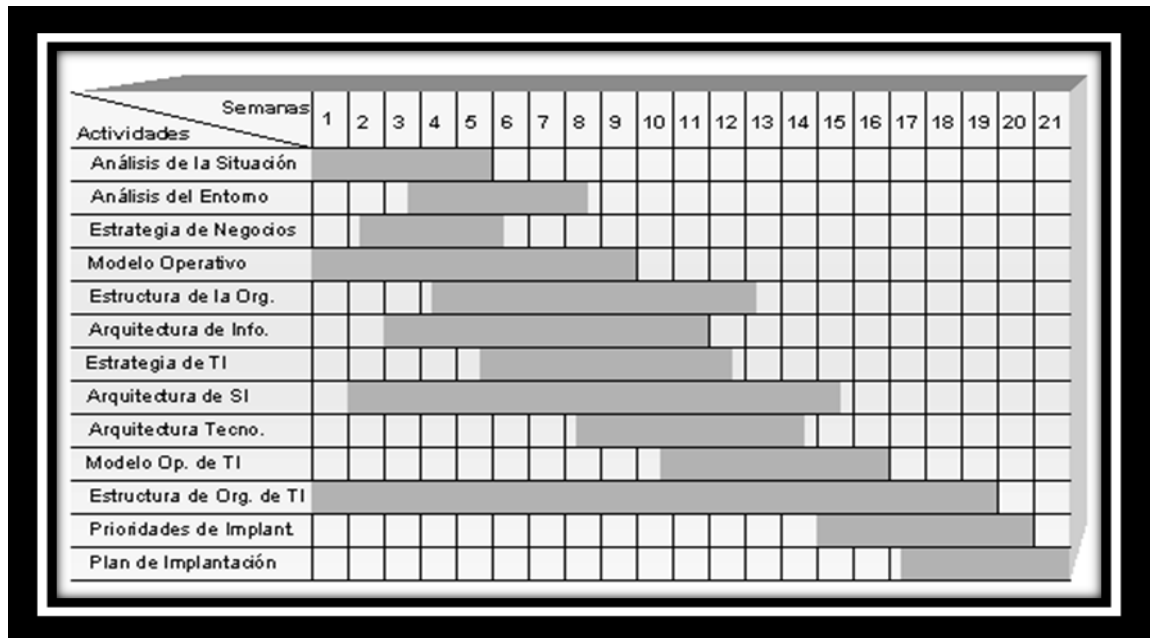 Semanas
Actividades
1 2 3 4 5 6 7 8 9 10 11 12 13 14 15 16 17 18 19 20 21
Análisis de la Situación
Análisis del Entorno
Estrategia de Negocios
Modelo Operativo
Estructura de la Org.
Arquitectura de Info.
Estrategia de TI
Arquitectura de SI
Arquitectura Tecno.
Modelo Op. de TI
Estructura de Org. de TI
Prioridades de Implant.
Plan de Implantación